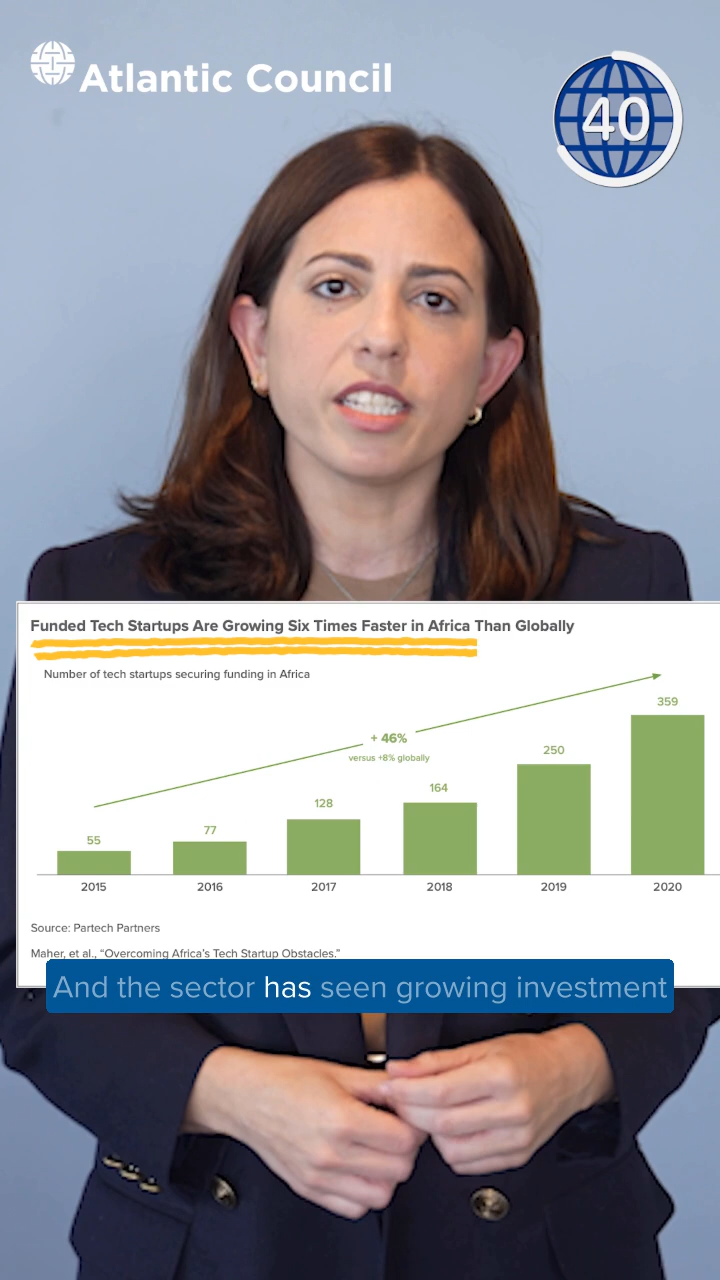 Atlantic Council
40
Funded Tech Startups Are Growing Six Times Faster in Africa Than Globally
Number of tech startups securing funding in Africa
359
+ 46%
versus +8% globally
250
128
164
77
55
2015 2016 2017 2018 2019 2020
Source: Partech Partners
Maher, et al., “Overcoming Africa’s Tech Startup Obstacles.”
And the sector has seen growing investment